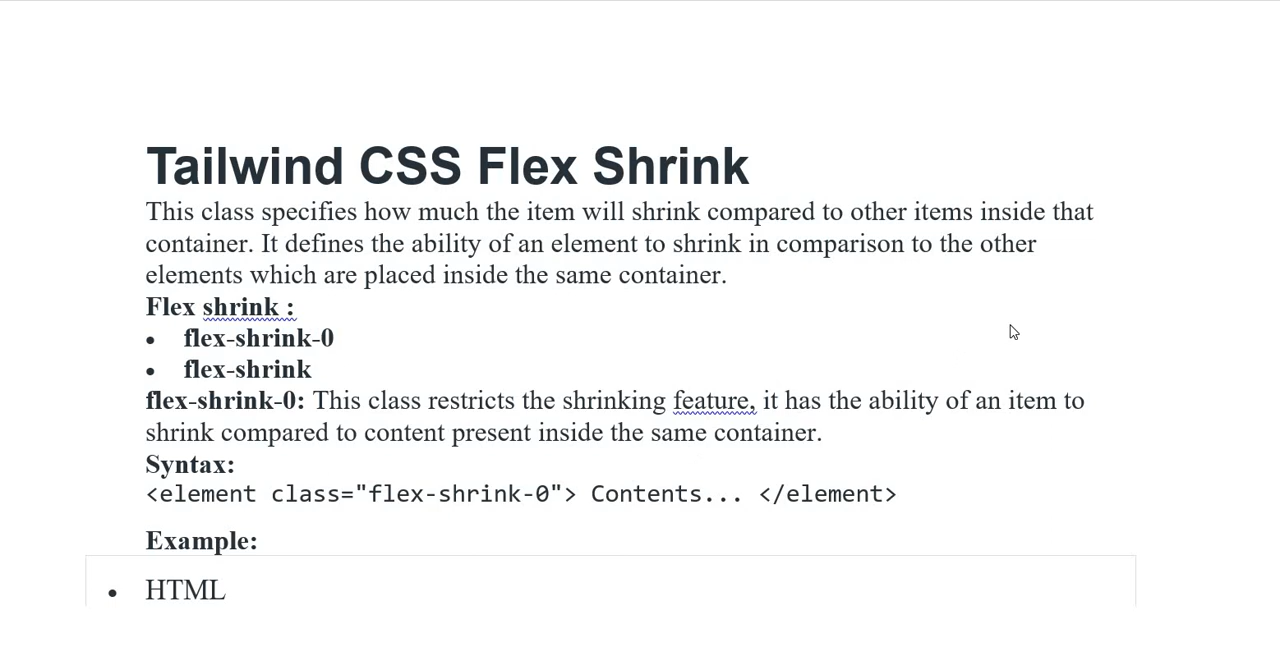 Tailwind CSS Flex Shrink
This class specifies how much the item will shrink compared to other items inside that
container. It defines the ability of an element to shrink in comparison to the other
elements which are placed inside the same container.
Flex shrink :
• flex-shrink-0
• flex-shrink
flex-shrink-0: This class restricts the shrinking feature, it has the ability of an item to
shrink compared to content present inside the same container.
Syntax:
<element class="flex-shrink-0"> Contents... </element>
Example:
• HTML